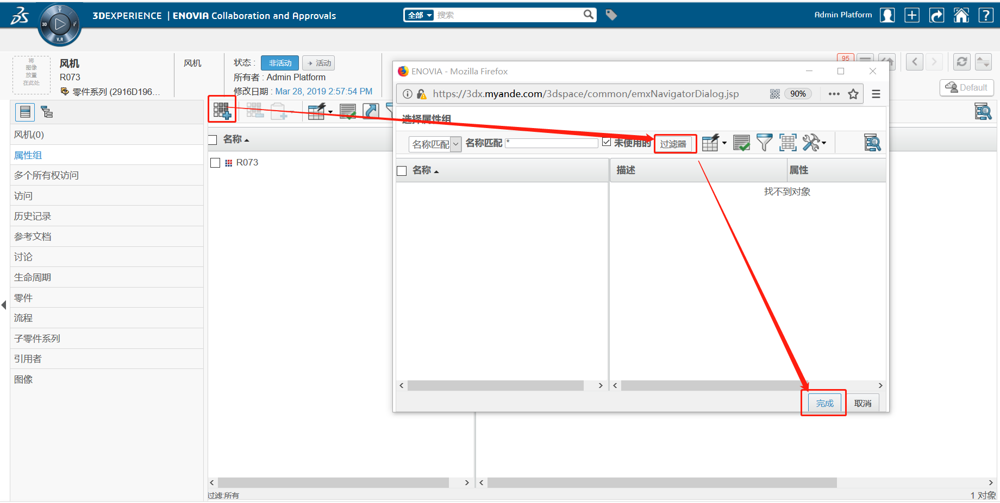 3DEXPERIENCE | ENOVIA Collaboration and Approvals
全部
搜索
Admin Platform
3D
V.R
将
图像
放置
在此处
风机
R073
零件系列 (2916D196...
风机
状态 :
非活动
活动
所有者 : Admin Platform
修改日期 : Mar 28, 2019 2:57:54 PM
95
Default
风机(0)
属性组
多个所有权访问
访问
历史记录
参考文档
讨论
生命周期
零件
流程
子零件系列
引用者
图像
名称
R073
ENOVIA - Mozilla Firefox
https://3dx.myande.com/3dspace/common/emxNavigatorDialog.jsp
90%
选择属性组
名称匹配
名称匹配
*
未使用的
过滤器
名称
描述
属性
找不到对象
完成
取消
过滤:所有
1 对象